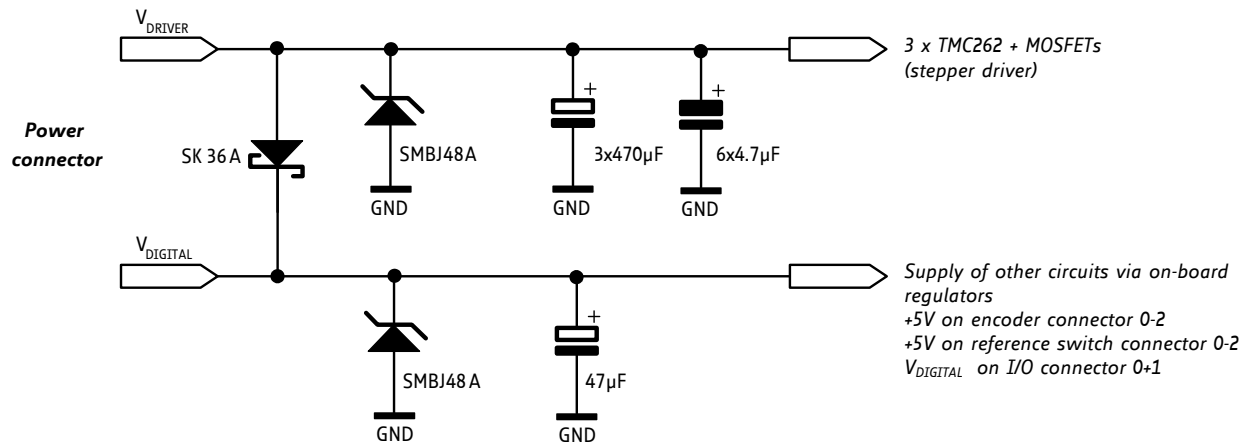 V_DRIVER
3 x TMC262 + MOSFETs
(stepper driver)
+
+
Power
connector
SK 36 A
SMBJ48A
3x470µF
6x4.7µF
GND
GND
GND
V_DIGITAL
Supply of other circuits via on-board
regulators
+5V on encoder connector 0-2
+5V on reference switch connector 0-2
V_DIGITAL on I/O connector 0+1
+
SMBJ48A
47µF
GND
GND